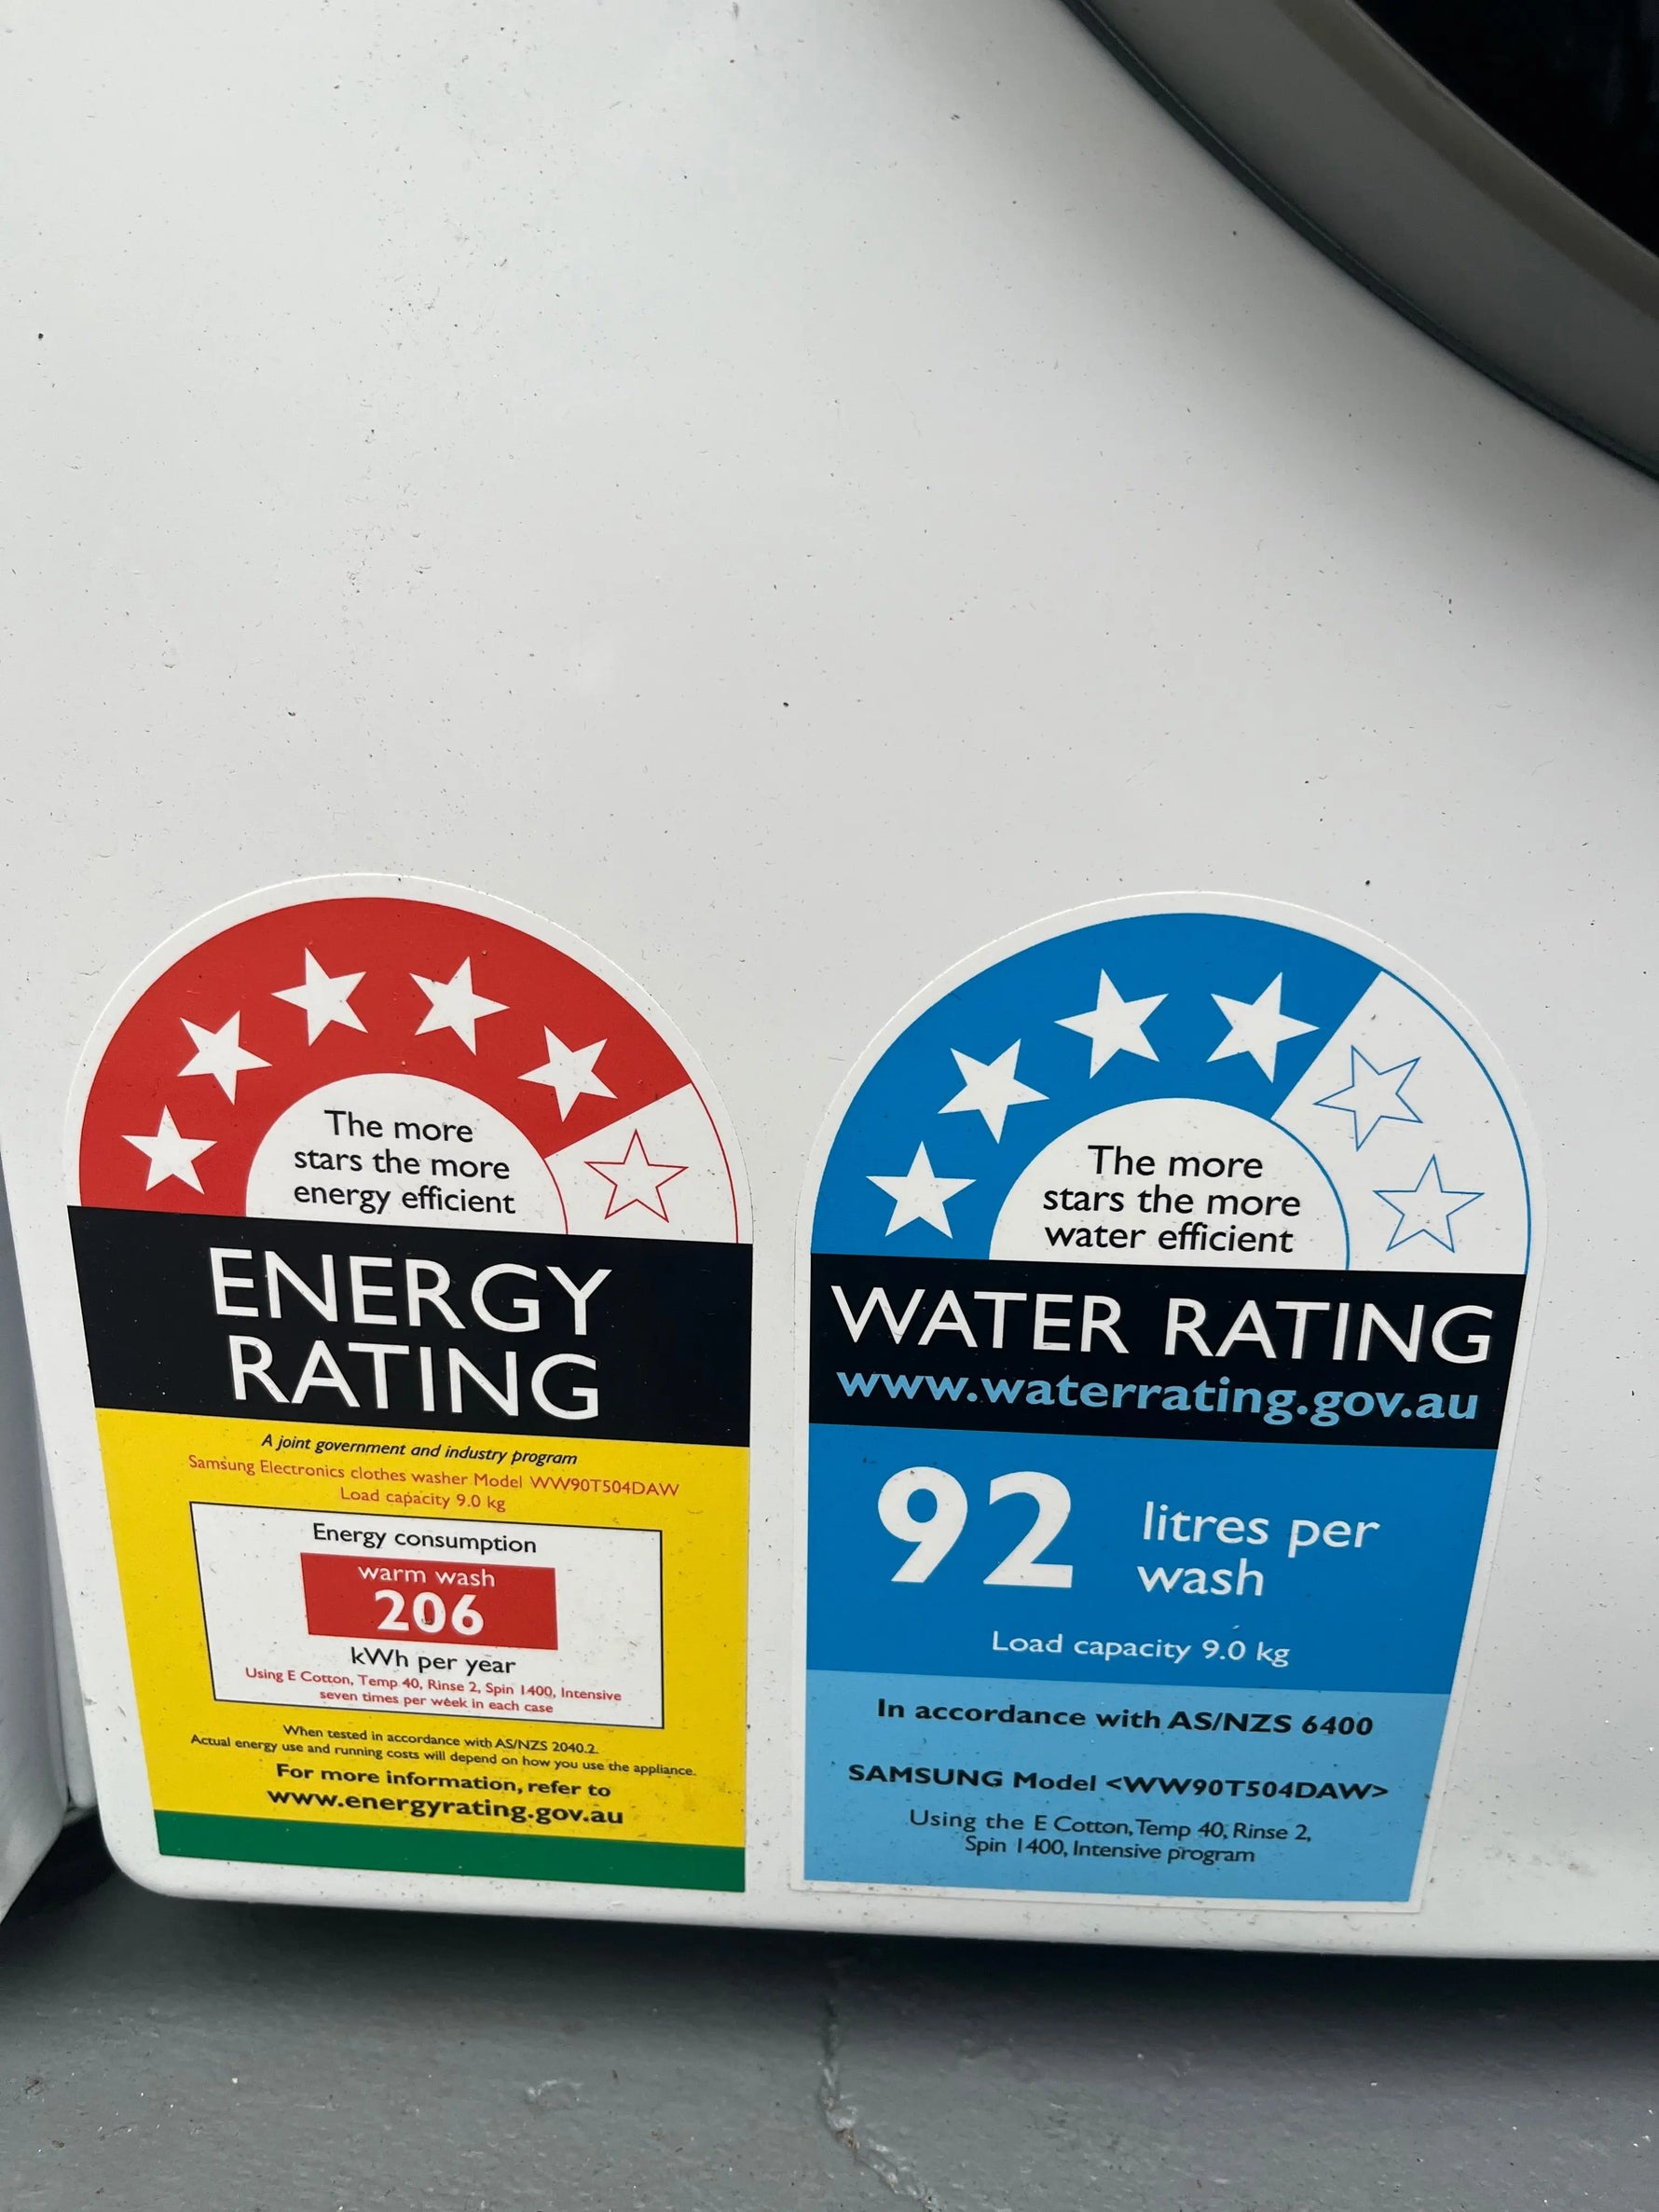 The more
stars the more
energy efficient
ENERGY
RATING
A joint government and industry program
Samsung Electronics clothes washer Model WW90T504DAW
Load capacity 9.0 kg
Energy consumption
warm wash
206
kWh per year
Using E Cotton, Temp 40, Rinse 2, Spin 1400, Intensive
seven times per week in each case
When tested in accordance with AS/NZS 2040.2.
Actual energy use and running costs will depend on how you use the appliance.
For more information, refer to
www.energyrating.gov.au
The more
stars the more
water efficient
WATER RATING
www.waterrating.gov.au
92 litres per
wash
Load capacity 9.0 kg
In accordance with AS/NZS 6400
SAMSUNG Model <WW90T504DAW>
Using the E Cotton, Temp 40, Rinse 2,
Spin 1400, Intensive program